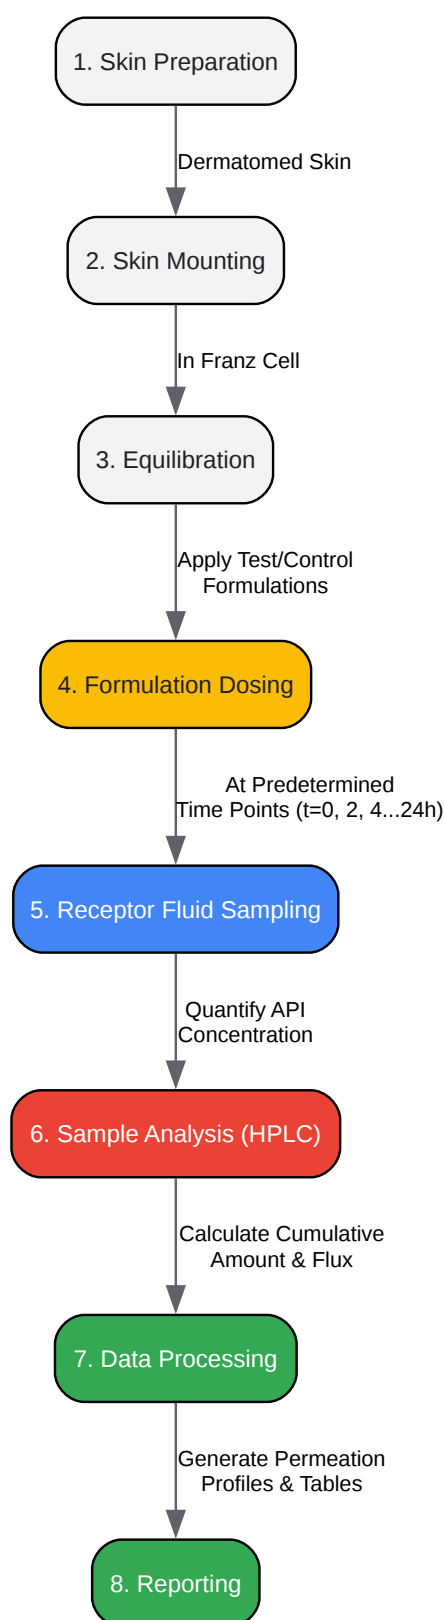 1. Skin Preparation
Dermatomed Skin
2. Skin Mounting
In Franz Cell
3. Equilibration
Apply Test/Control
Formulations
4. Formulation Dosing
At Predetermined
Time Points (t=0, 2, 4...24h)
5. Receptor Fluid Sampling
Quantify API
Concentration
6. Sample Analysis (HPLC)
Calculate Cumulative
Amount & Flux
7. Data Processing
Generate Permeation
Profiles & Tables
8. Reporting